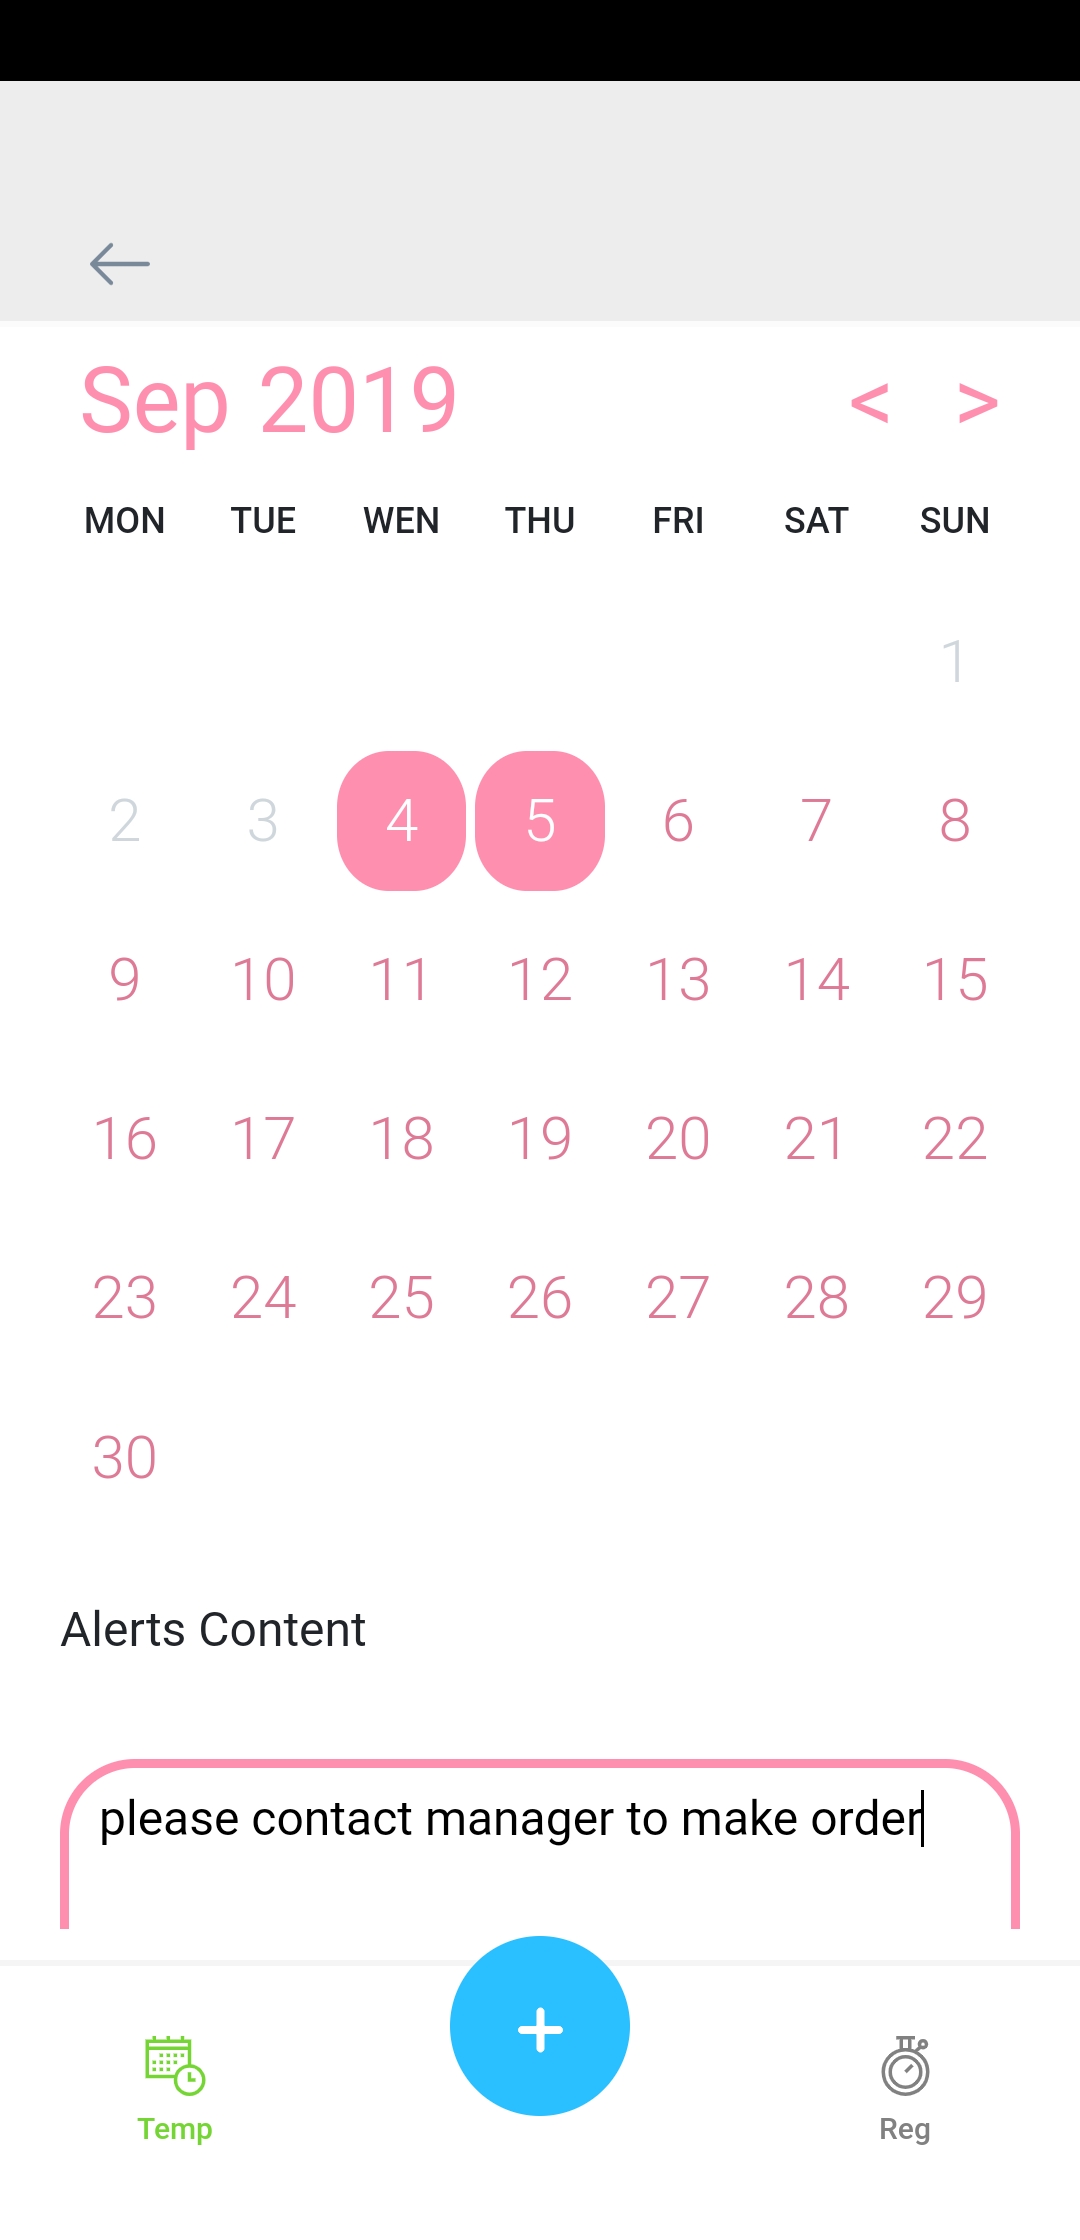 Sep 2019 < >
MON TUE WEN THU FRI SAT SUN
1
2 3 4 5 6 7 8
9 10 11 12 13 14 15
16 17 18 19 20 21 22
23 24 25 26 27 28 29
30
Alerts Content
please contact manager to make order
+
Temp Reg